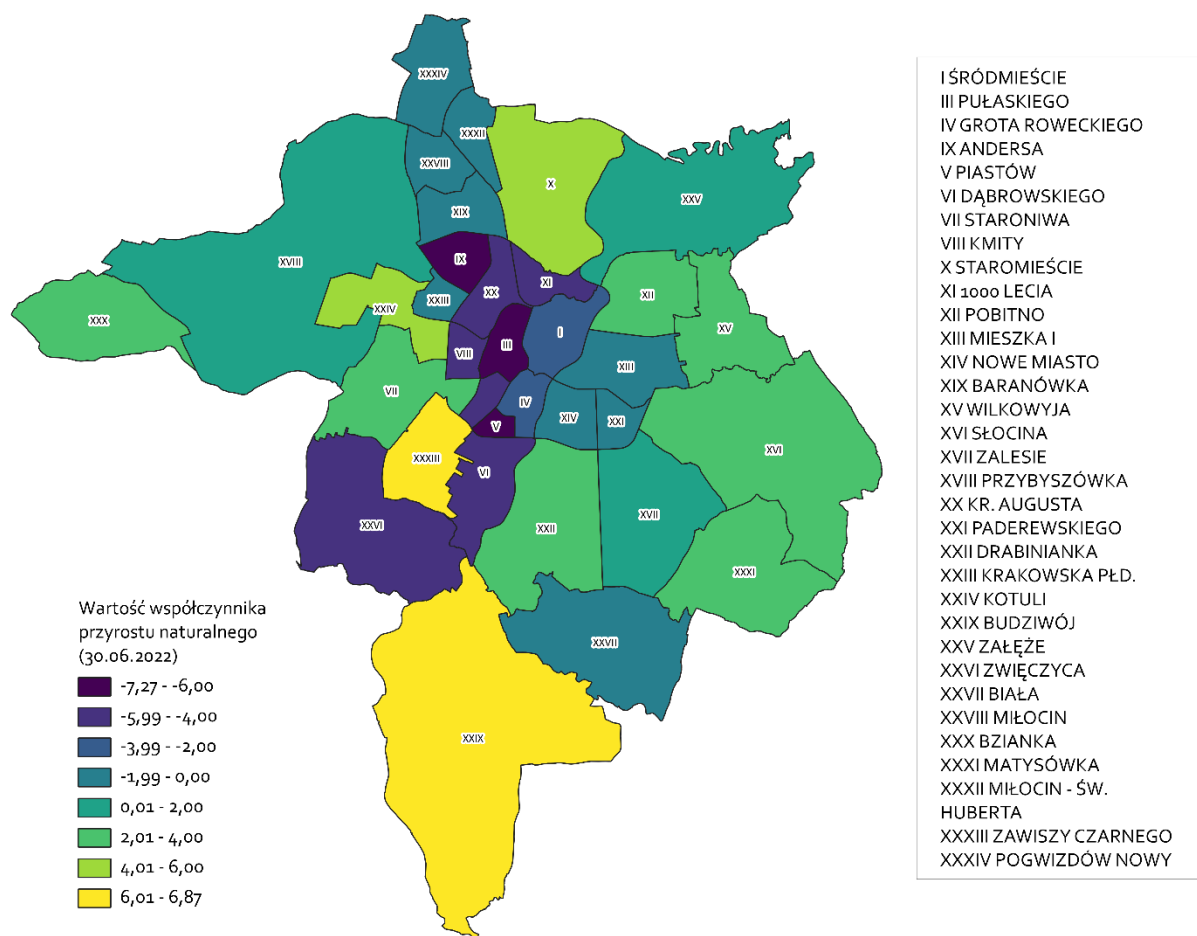 XXXIV
XXXII
XXVIII
X
XXV
XIX
IX
XVIII
XI
XX
XII
XXIII
XXIV
XXX
I
XV
III
VIII
XIII
VII
IV
XIV
XXI
V
XVI
XXXIII
VI
XXVI
XXII
XVII
XXXI
XXVII
XXIX
Wartość współczynnika
przyrostu naturalnego
(30.06.2022)
-7,27 - -6,00
-5,99 - -4,00
-3,99 - -2,00
-1,99 - 0,00
0,01 - 2,00
2,01 - 4,00
4,01 - 6,00
6,01 - 6,87
I ŚRÓDMIEŚCIE
III PUŁASKIEGO
IV GROTA ROWECKIEGO
IX ANDERSA
V PIASTÓW
VI DĄBROWSKIEGO
VII STARONIWA
VIII KMITY
X STAROMIEŚCIE
XI 1000 LECIA
XII POBITNO
XIII MIESZKA I
XIV NOWE MIASTO
XIX BARANÓWKA
XV WILKOWYJA
XVI SŁOCINA
XVII ZALESIE
XVIII PRZYBYSZÓWKA
XX KR. AUGUSTA
XXI PADEREWSKIEGO
XXII DRABINIANKA
XXIII KRAKOWSKA PŁD.
XXIV KOTULI
XXIX BUDZIWÓJ
XXV ZAŁĘŻE
XXVI ZWIĘCZYCA
XXVII BIAŁA
XXVIII MIŁOCIN
XXX BZIANKA
XXXI MATYSÓWKA
XXXII MIŁOCIN - ŚW.
HUBERTA
XXXIII ZAWISZY CZARNEGO
XXXIV POGWIZDÓW NOWY